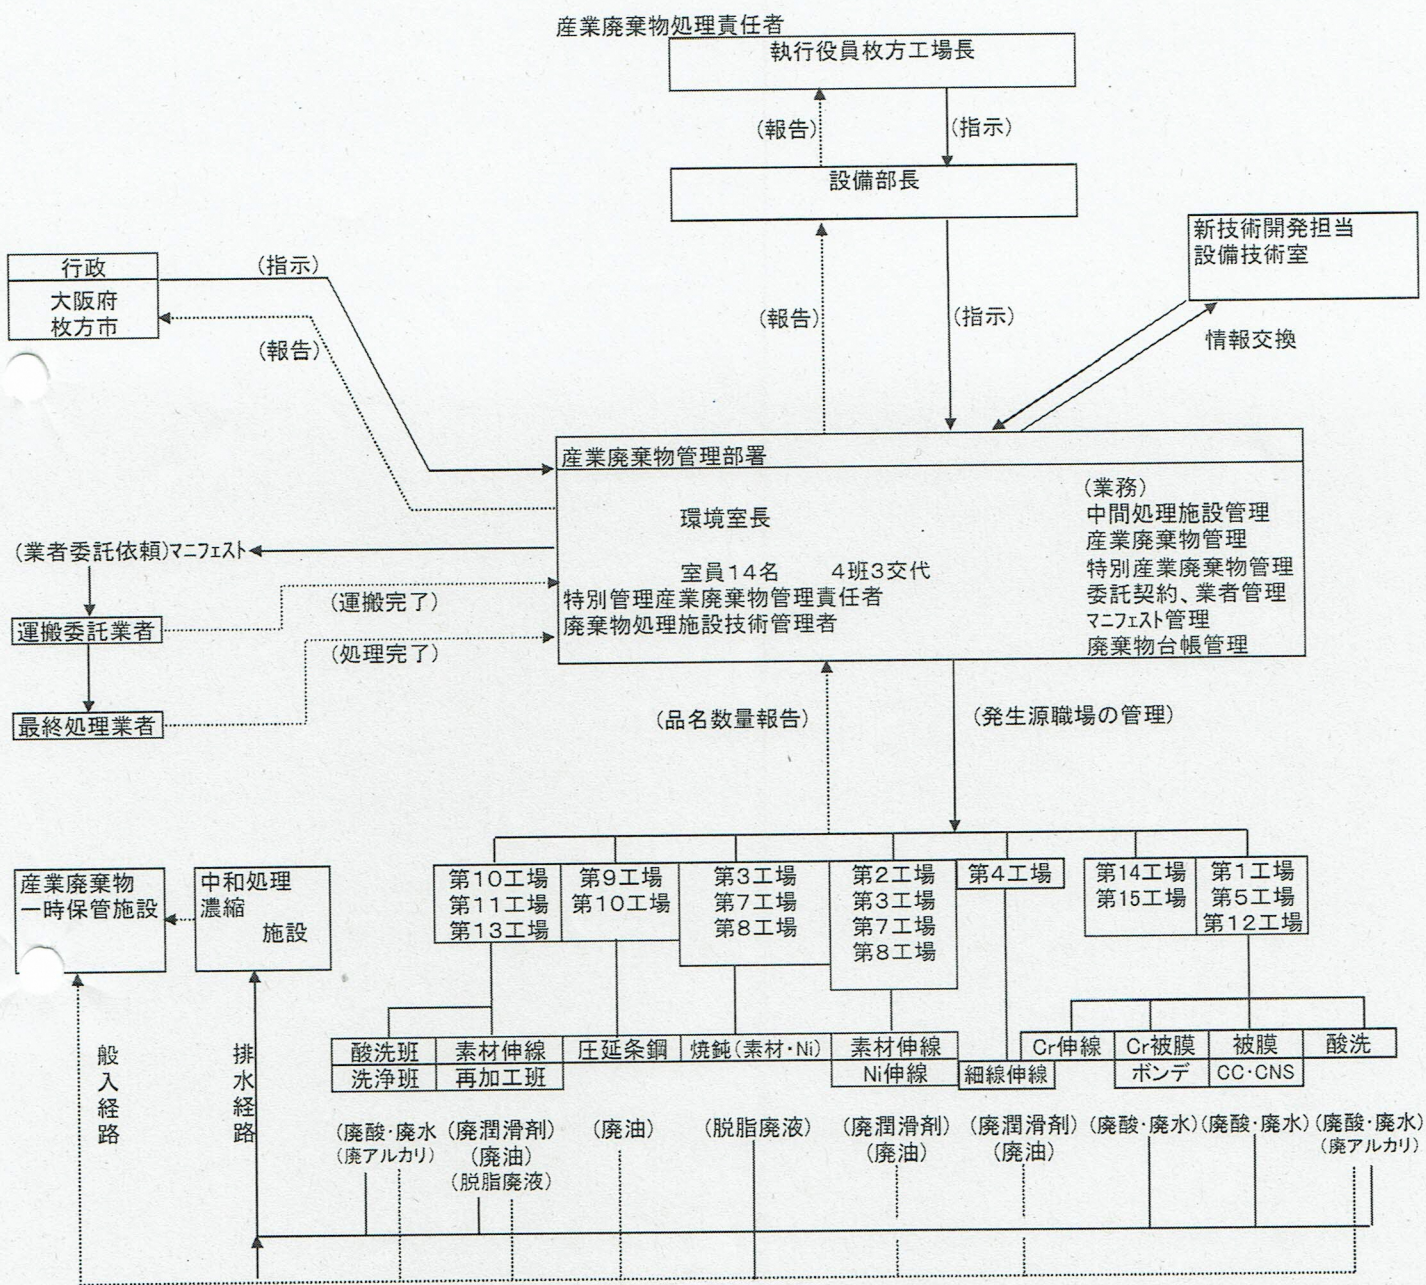 産業廃棄物処理責任者
執行役員枚方工場長
(報告)
(指示)
設備部長
新技術開発担当
設備技術室
行政
大阪府
枚方市
(指示)
(報告)
(報告)
(指示)
情報交換
産業廃棄物管理部署
環境室長
室員14名 4班3交代
特別管理産業廃棄物管理責任者
廃棄物処理施設技術管理者
(業務)
中間処理施設管理
産業廃棄物管理
特別産業廃棄物管理
委託契約、業者管理
マニフェスト管理
廃棄物台帳管理
(業者委託依頼)マニフェスト
運搬委託業者
(運搬完了)
(処理完了)
最終処理業者
(品名数量報告)
(発生源職場の管理)
産業廃棄物
一時保管施設
中和処理
濃縮
施設
第10工場
第11工場
第13工場
第9工場
第10工場
第3工場
第7工場
第8工場
第2工場
第3工場
第7工場
第8工場
第4工場
第14工場
第15工場
第1工場
第5工場
第12工場
般入経路
排水経路
酸洗班
洗浄班
素材伸線
再加工班
圧延条鋼
焼鈍(素材・Ni)
素材伸線
Ni伸線
細線伸線
Cr伸線
Cr被膜
ボンデ
被膜
CC・CNS
酸洗
(廃酸・廃水
(廃アルカリ)
(廃潤滑剤)
(廃油)
(脱脂廃液)
(廃油)
(脱脂廃液)
(廃潤滑剤)
(廃油)
(廃潤滑剤)
(廃油)
(廃酸・廃水)
(廃酸・廃水)
(廃酸・廃水)
(廃アルカリ)